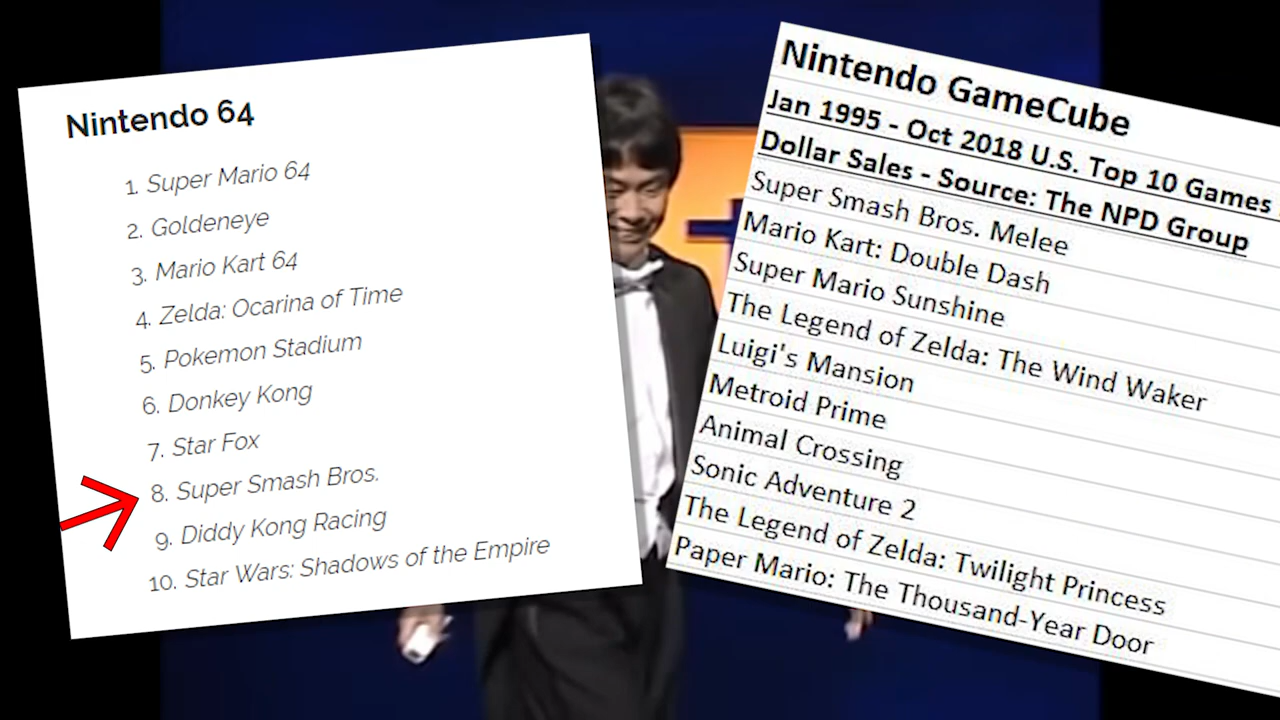 Nintendo 64
1. Super Mario 64
2. Goldeneye
3. Mario Kart 64
4. Zelda: Ocarina of Time
5. Pokemon Stadium
6. Donkey Kong
7. Star Fox
8. Super Smash Bros.
9. Diddy Kong Racing
10. Star Wars: Shadows of the Empire
Nintendo GameCube
Jan 1995 - Oct 2018 U.S. Top 10 Games
Dollar Sales - Source: The NPD Group
Super Smash Bros. Melee
Mario Kart: Double Dash
Super Mario Sunshine
The Legend of Zelda: The Wind Waker
Luigi's Mansion
Metroid Prime
Animal Crossing
Sonic Adventure 2
The Legend of Zelda: Twilight Princess
Paper Mario: The Thousand-Year Door